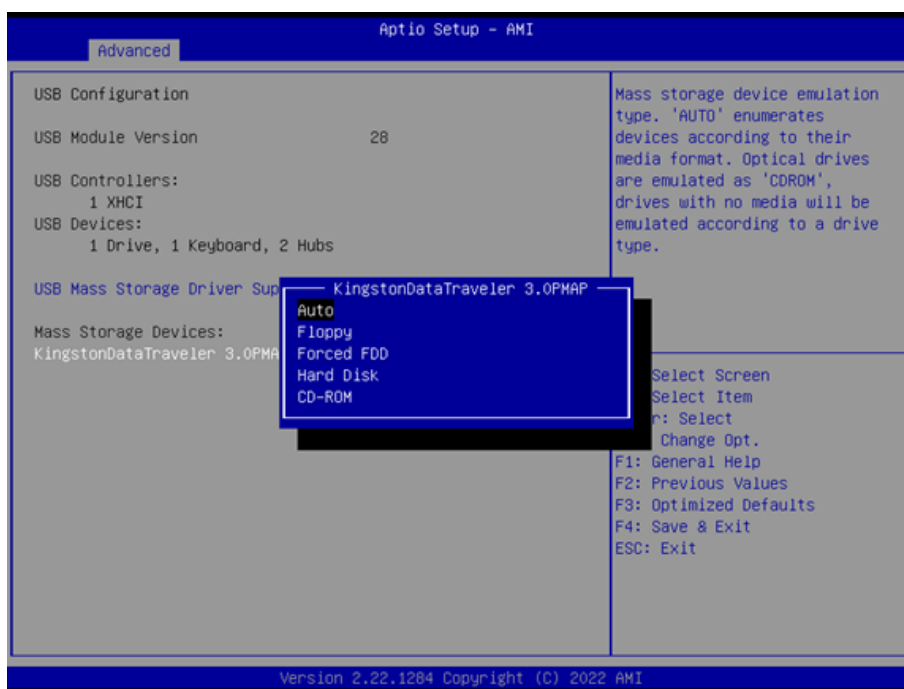 Aptio Setup - AMI
Advanced
USB Configuration
USB Module Version 28
USB Controllers:
1 XHCI
USB Devices:
1 Drive, 1 Keyboard, 2 Hubs
USB Mass Storage Driver Sup
Mass Storage Devices:
KingstonDataTraveler 3.0PMA
KingstonDataTraveler 3.0PMAP
Auto
Floppy
Forced FDD
Hard Disk
CD-ROM
Mass storage device emulation
type. 'AUTO' enumerates
devices according to their
media format. Optical drives
are emulated as 'CDROM',
drives with no media will be
emulated according to a drive
type.
Select Screen
Select Item
r: Select
Change Opt.
F1: General Help
F2: Previous Values
F3: Optimized Defaults
F4: Save & Exit
ESC: Exit
Version 2.22.1284 Copyright (C) 2022 AMI